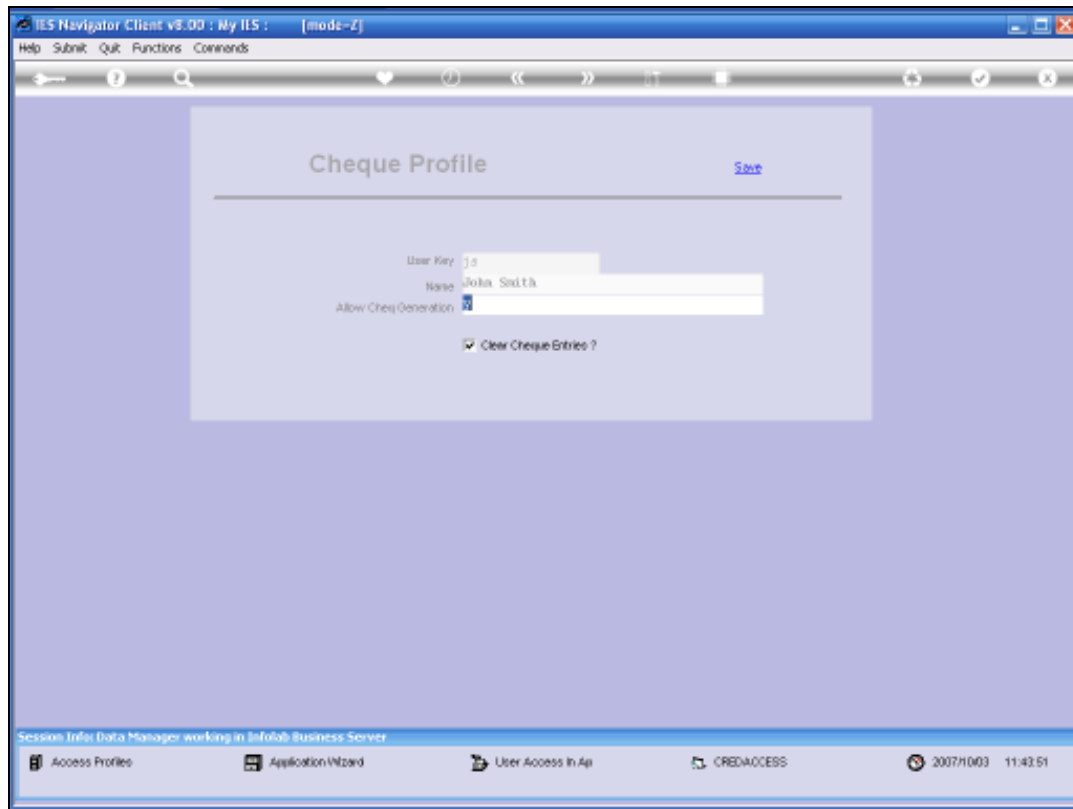 IES Navigator Client v8.00 : My IES : [mode-Z]
Help Submit Quit Functions Commands
Cheque Profile
Save
User Key js
Name John Smith
Allow Cheq Generation
Clear Cheque Entries ?
Session Info: Data Manager working in Infolab Business Server
Access Profiles Application Wizard User Access In Api CREDACCESS 2007/10/03 11:43:51